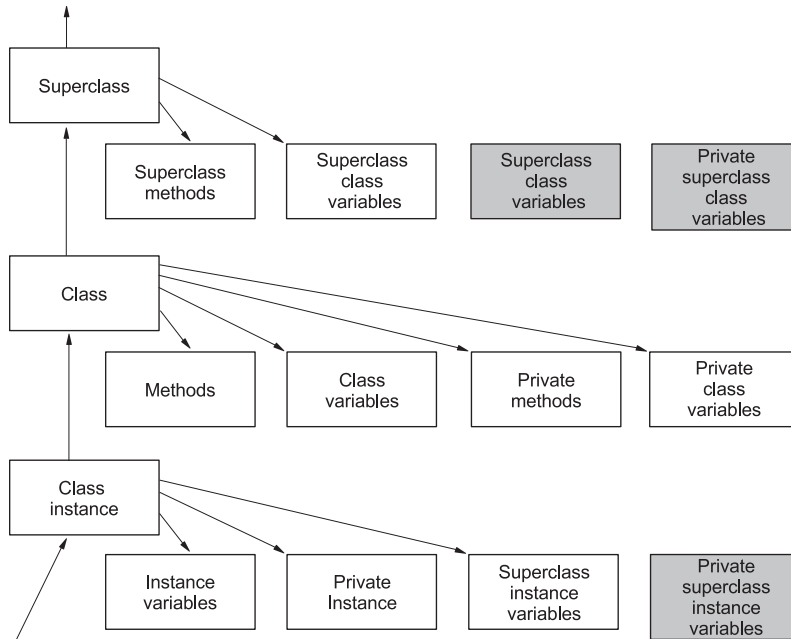 Superclass
Superclass
methods
Superclass
class
variables
Superclass
class
variables
Private
superclass
class
variables
Class
Methods
Class
variables
Private
methods
Private
class
variables
Class
instance
Instance
variables
Private
Instance
Superclass
instance
variables
Private
superclass
instance
variables